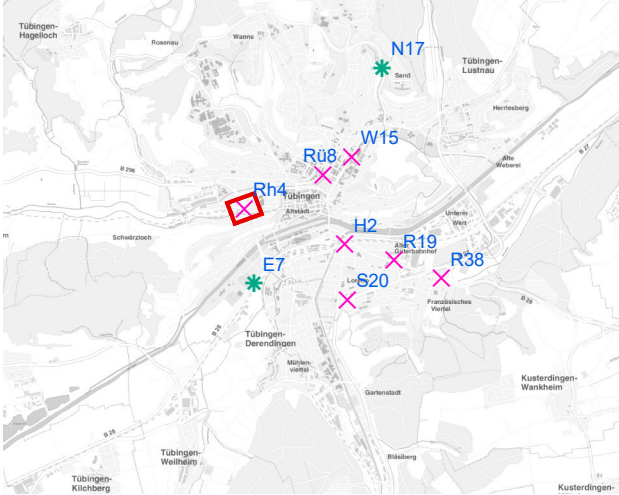 Tübingen-
Hagelloch
Rosenau
Wanne
N17
Sand
Tübingen-
Lustnau
Herrlesberg
W15
Rü8
Alte
Weberei
B 27
B 296
Rh4
Tübingen
Altstadt
Schwärzloch
H2
Unterer
Wert
R19
Alter
Güterbahnhof
R38
E7
S20
B 28
Französisches
Viertel
B 28
Tübingen-
Derendingen
Mühlen-
viertel
Gartenstadt
Kusterdingen-
Wankheim
B 28
Tübingen-
Weilheim
Bläsiberg
Tübingen-
Kilchberg
Kusterdingen-